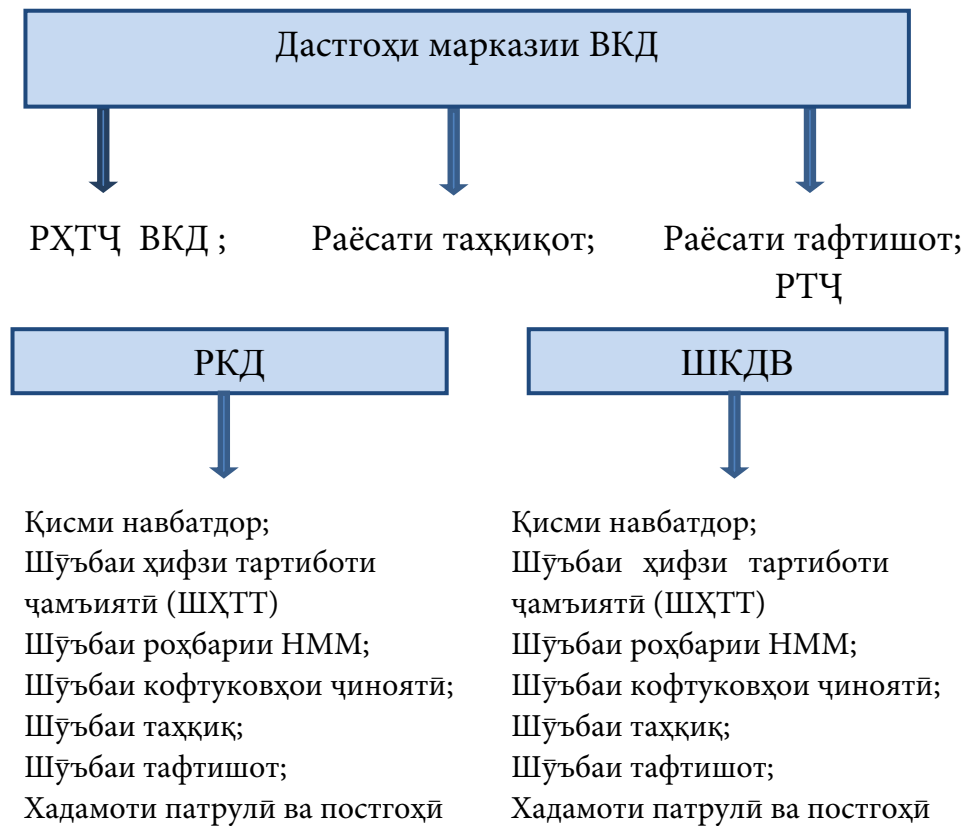 Дастгоҳи марказии ВКД
РҲТҶ ВКД ;
Раёсати таҳқиқот;
Раёсати тафтишот;
РТҶ
РКД
Қисми навбатдор;
Шӯъбаи ҳифзи тартиботи
ҷамъиятӣ (ШҲТТ)
Шӯъбаи роҳбарии НММ;
Шӯъбаи кофтуковҳои ҷиноятӣ;
Шӯъбаи таҳқиқ;
Шӯъбаи тафтишот;
Хадамоти патрулӣ ва постгоҳӣ
ШКДВ
Қисми навбатдор;
Шӯъбаи ҳифзи тартиботи
ҷамъиятӣ (ШҲТТ)
Шӯъбаи роҳбарии НММ;
Шӯъбаи кофтуковҳои ҷиноятӣ;
Шӯъбаи таҳқиқ;
Шӯъбаи тафтишот;
Хадамоти патрулӣ ва постгоҳӣ